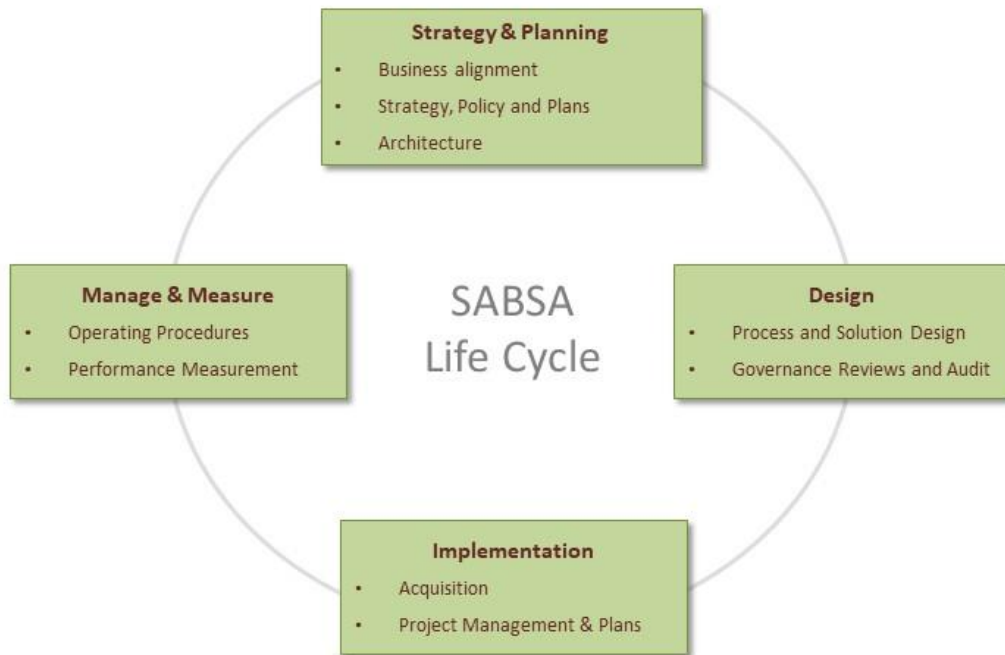 Strategy & Planning
• Business alignment
• Strategy, Policy and Plans
• Architecture
Manage & Measure
• Operating Procedures
• Performance Measurement
SABSA
Life Cycle
Design
• Process and Solution Design
• Governance Reviews and Audit
Implementation
• Acquisition
• Project Management & Plans